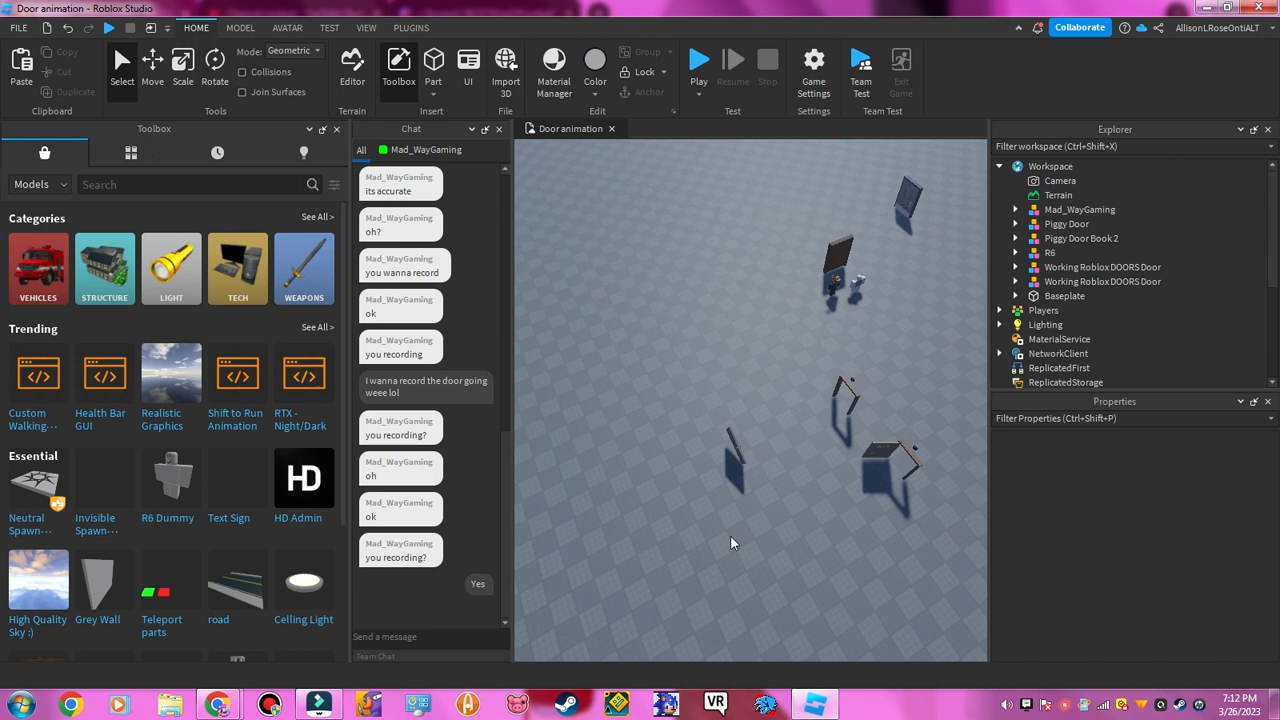 Door animation - Roblox Studio
FILE HOME MODEL AVATAR TEST VIEW PLUGINS Collaborate AllisonLRoseOntiALT
Paste Copy Cut Duplicate Clipboard
Select Move Scale Rotate Mode: Geometric Collisions Join Surfaces Tools
Editor Terrain
Toolbox Part UI Insert
Import 3D File
Material Manager Color Group Lock Anchor Edit
Play Resume Stop Test
Game Settings Settings
Team Test Exit Game Team Test
Toolbox
Models Search
Categories See All >
VEHICLES STRUCTURE LIGHT TECH WEAPONS
Trending See All >
Custom Walking-... Health Bar GUI Realistic Graphics Shift to Run Animation RTX - Night/Dark
Essential See All >
Neutral Spawn-... Invisible Spawn-... R6 Dummy Text Sign HD Admin
HD
High Quality Sky :) Grey Wall Teleport parts road Celling Light
Chat
All Mad_WayGaming
Mad_WayGaming
its accurate
Mad_WayGaming
oh?
Mad_WayGaming
you wanna record
Mad_WayGaming
ok
Mad_WayGaming
you recording
I wanna record the door going
weee lol
Mad_WayGaming
you recording?
Mad_WayGaming
oh
Mad_WayGaming
ok
Mad_WayGaming
you recording?
Yes
Send a message
Team Chat
Door animation
Explorer
Filter workspace (Ctrl+Shift+X)
Workspace
Camera
Terrain
Mad_WayGaming
Piggy Door
Piggy Door Book 2
R6
Working Roblox DOORS Door
Working Roblox DOORS Door
Baseplate
Players
Lighting
MaterialService
NetworkClient
ReplicatedFirst
ReplicatedStorage
Properties
Filter Properties (Ctrl+Shift+P)
VR
7:12 PM
3/26/2023